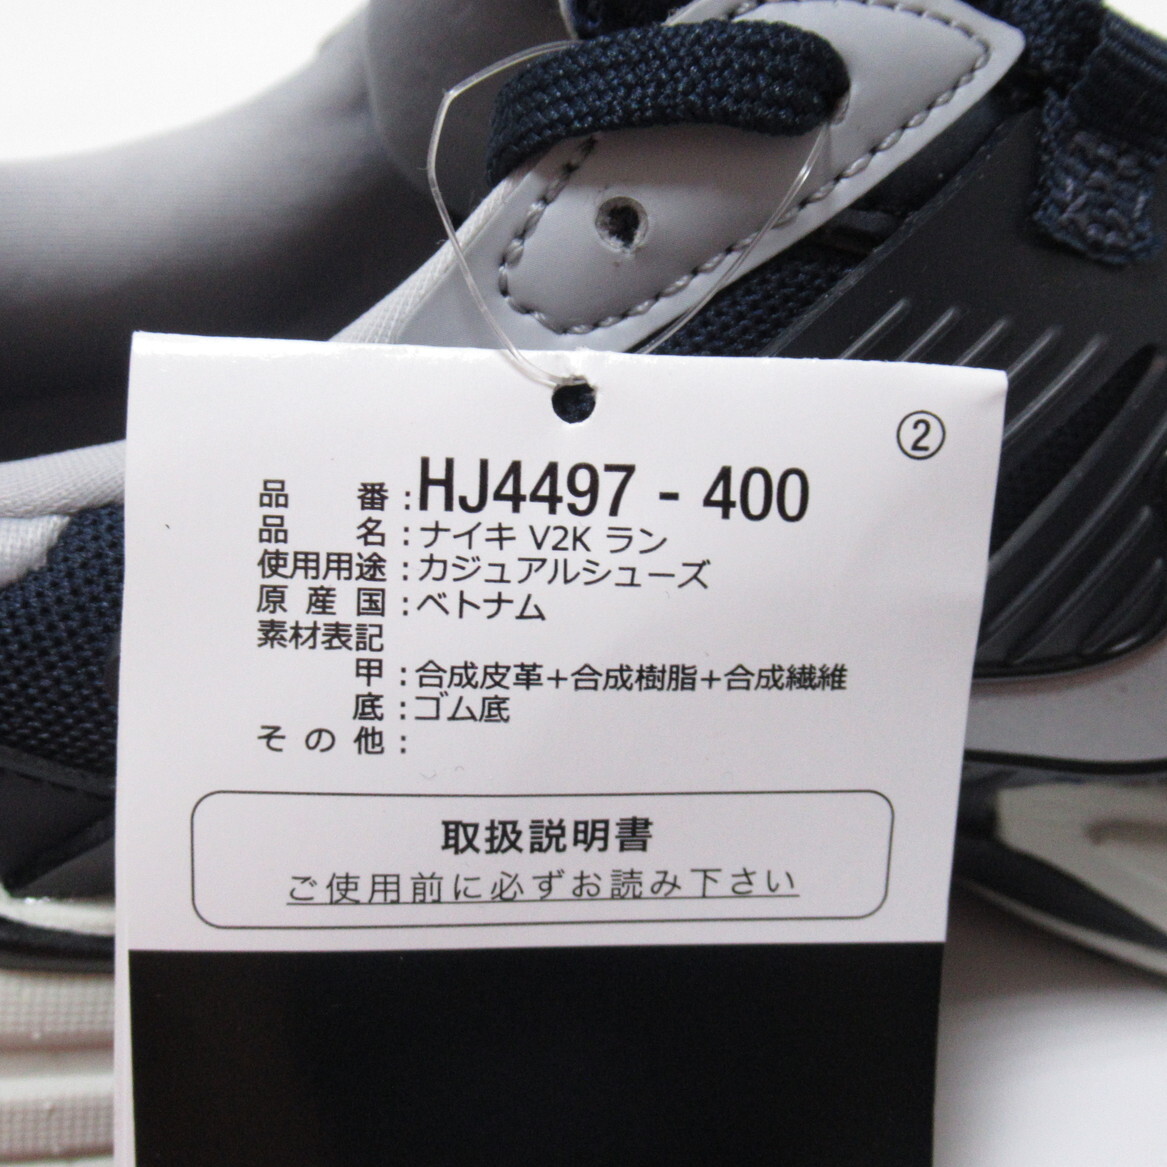 ②
品番:HJ4497 - 400
品名:ナイキ V2K ラン
使用用途:カジュアルシューズ
原産国:ベトナム
素材表記
甲:合成皮革+合成樹脂+合成繊維
底:ゴム底
その他:
取扱説明書
ご使用前に必ずお読み下さい